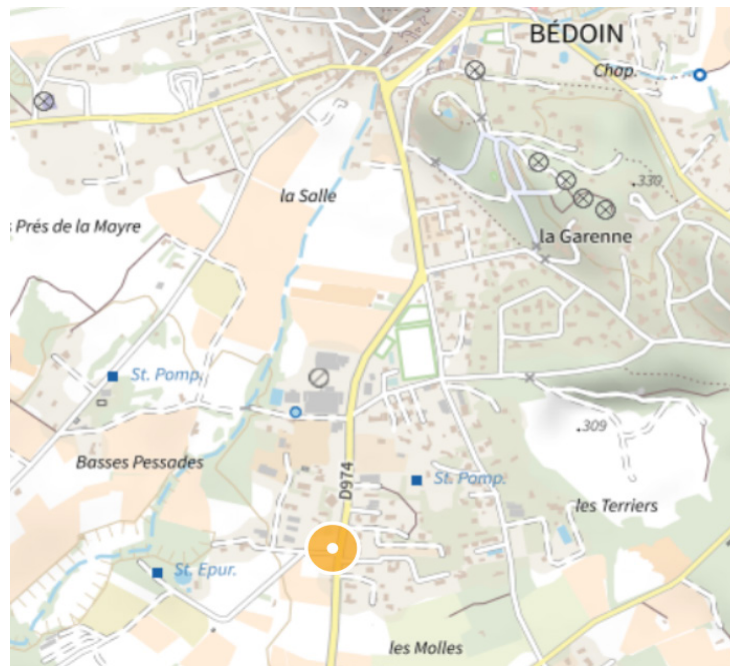 BÉDOIN
Chap.
.330
la Salle
s Prés de la Mayre
la Garenne
St. Pomp.
.309
Basses Pessades
D974
St. Pomp.
les Terriers
St. Epur.
les Molles